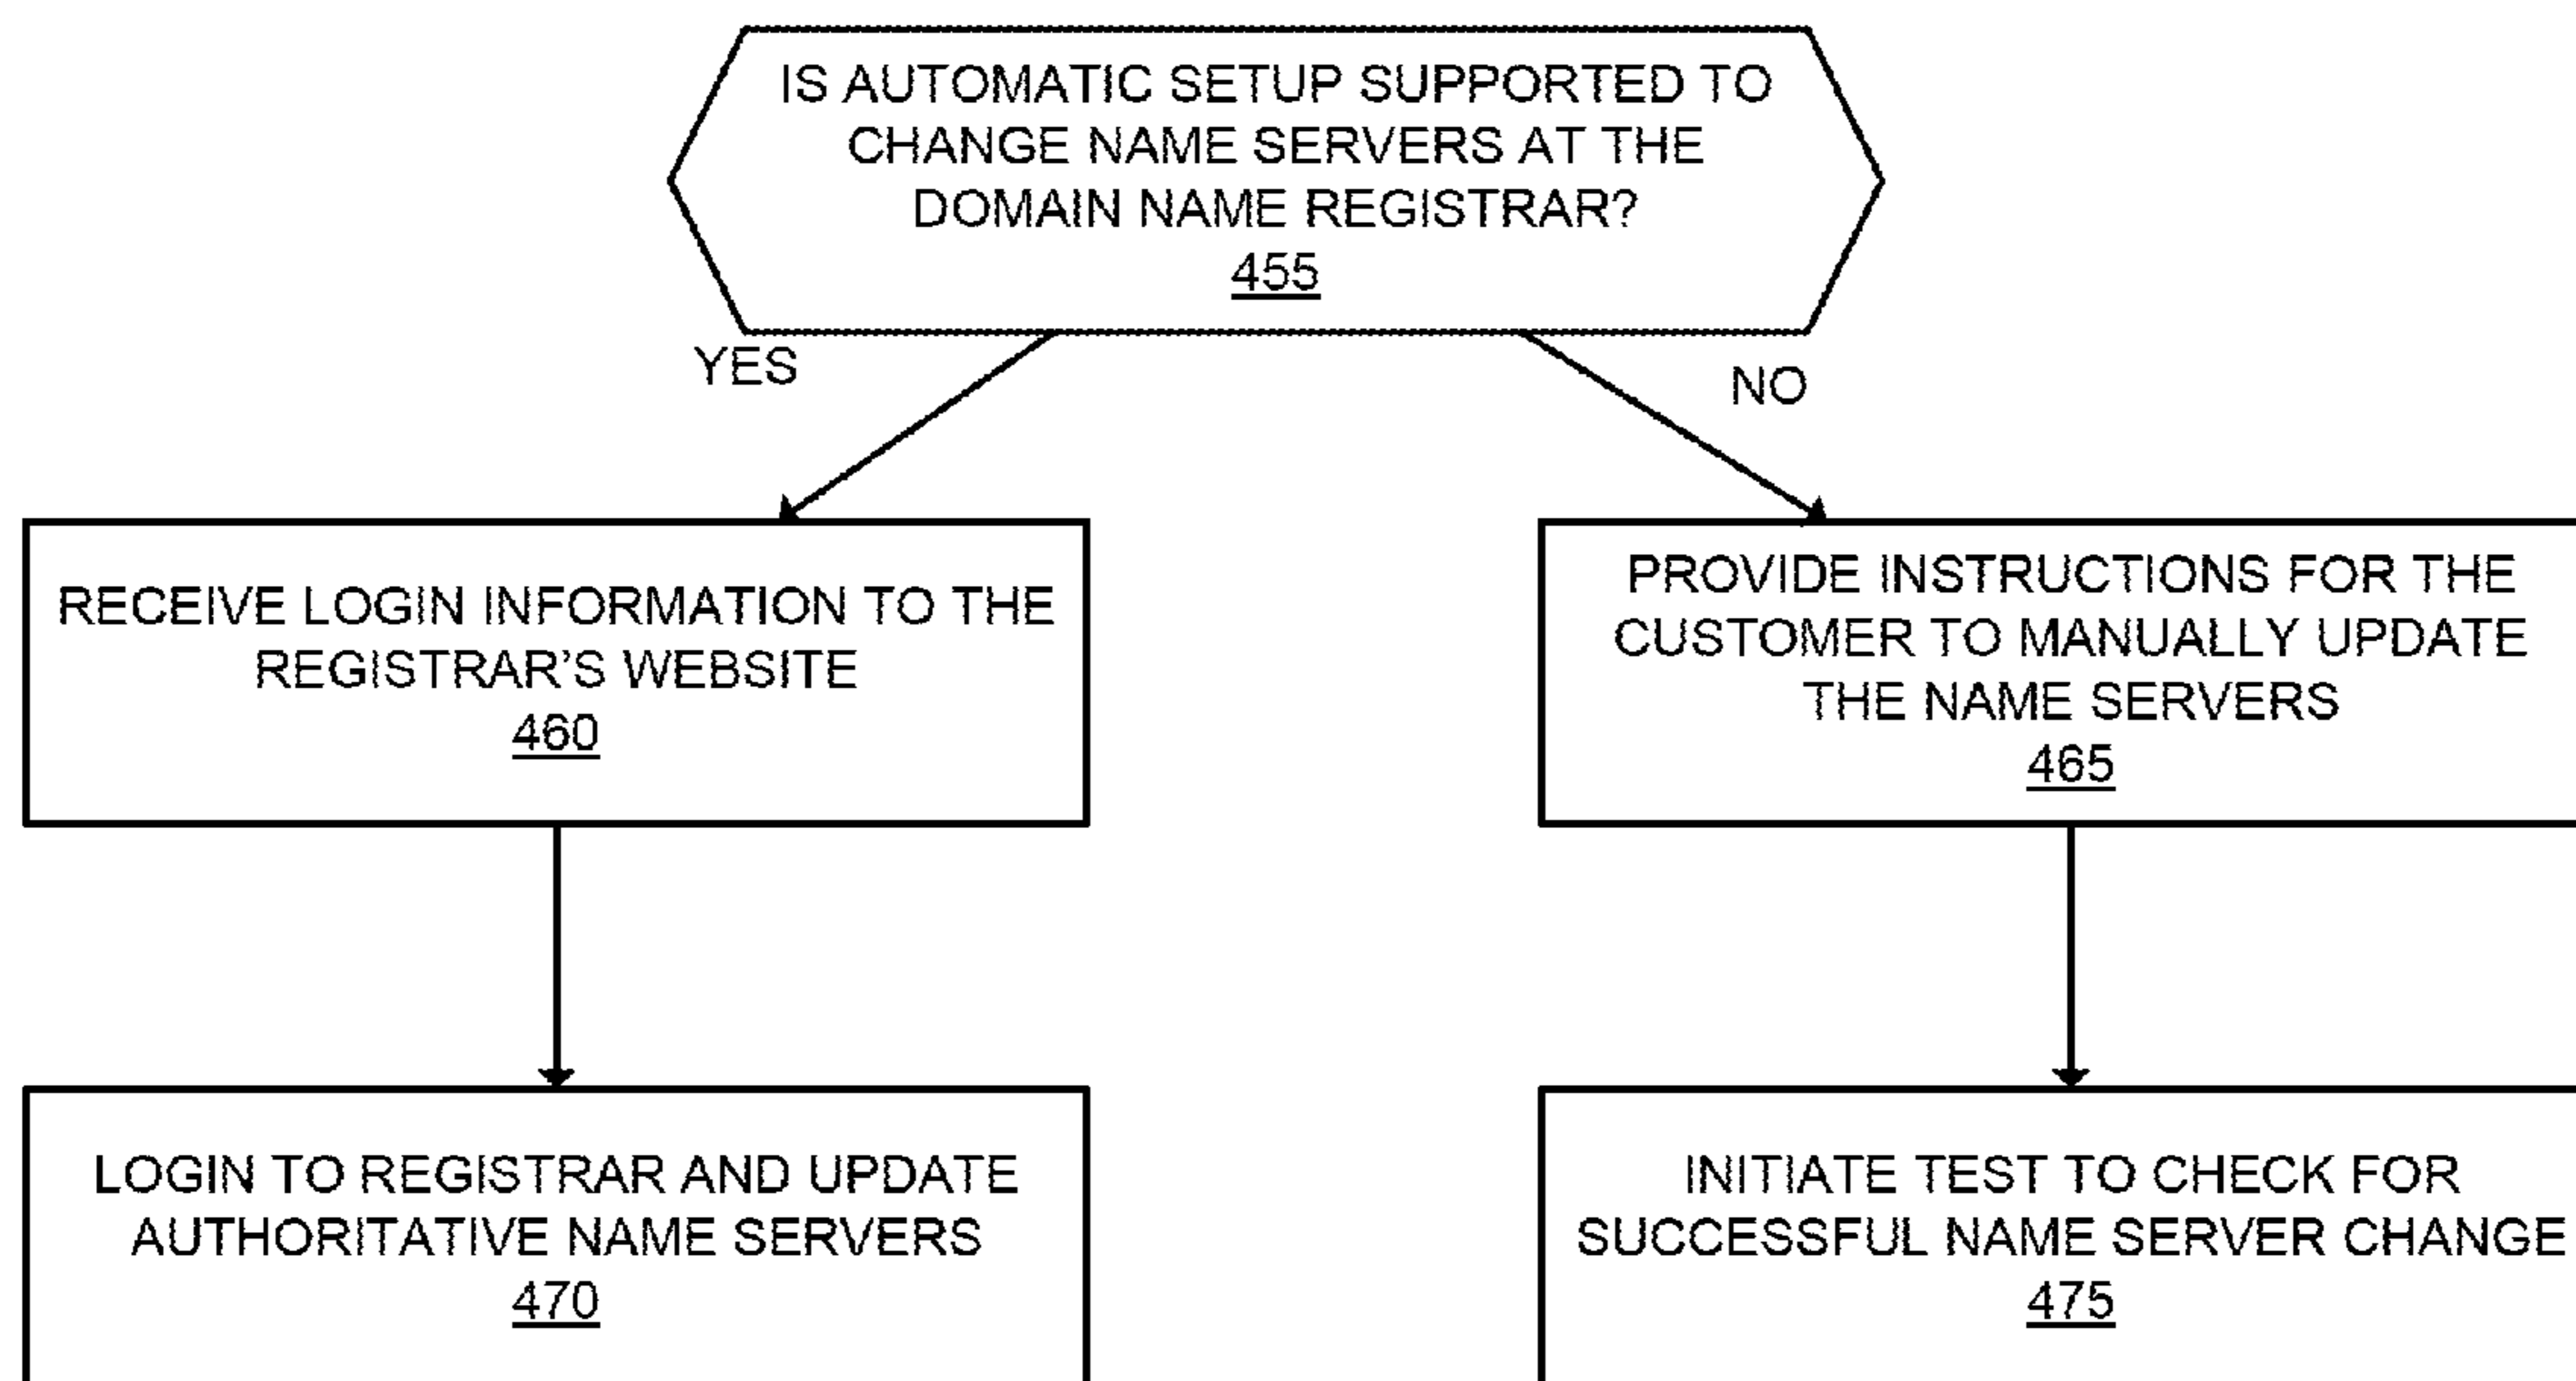 IS AUTOMATIC SETUP SUPPORTED TO
CHANGE NAME SERVERS AT THE
DOMAIN NAME REGISTRAR?
455
YES
NO
RECEIVE LOGIN INFORMATION TO THE
REGISTRAR'S WEBSITE
460
PROVIDE INSTRUCTIONS FOR THE
CUSTOMER TO MANUALLY UPDATE
THE NAME SERVERS
465
LOGIN TO REGISTRAR AND UPDATE
AUTHORITATIVE NAME SERVERS
470
INITIATE TEST TO CHECK FOR
SUCCESSFUL NAME SERVER CHANGE
475